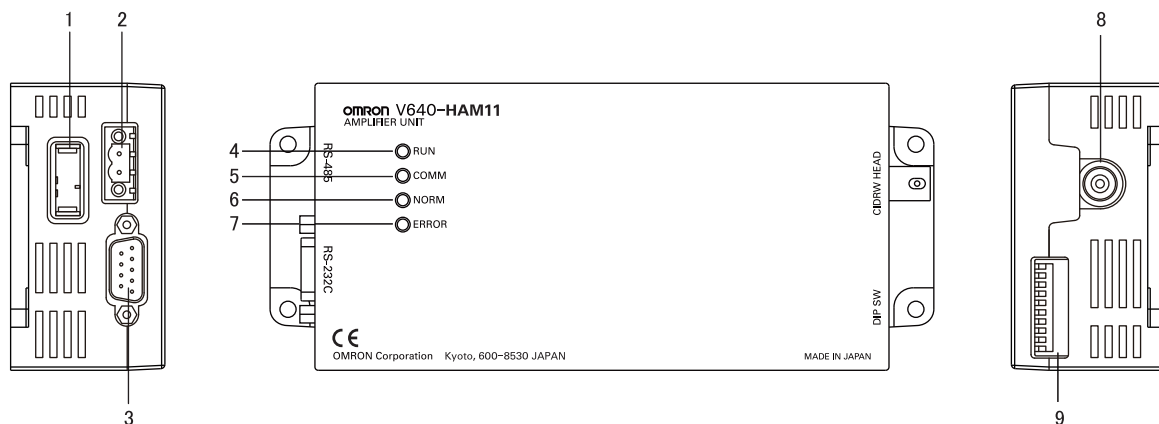 1
2
8
omron V640-HAM11
AMPLIFIER UNIT
4
RUN
5
COMM
6
NORM
7
ERROR
RS-485
RS-232C
CIDRW HEAD
DIP SW
CE
OMRON Corporation Kyoto, 600-8530 JAPAN
MADE IN JAPAN
3
9